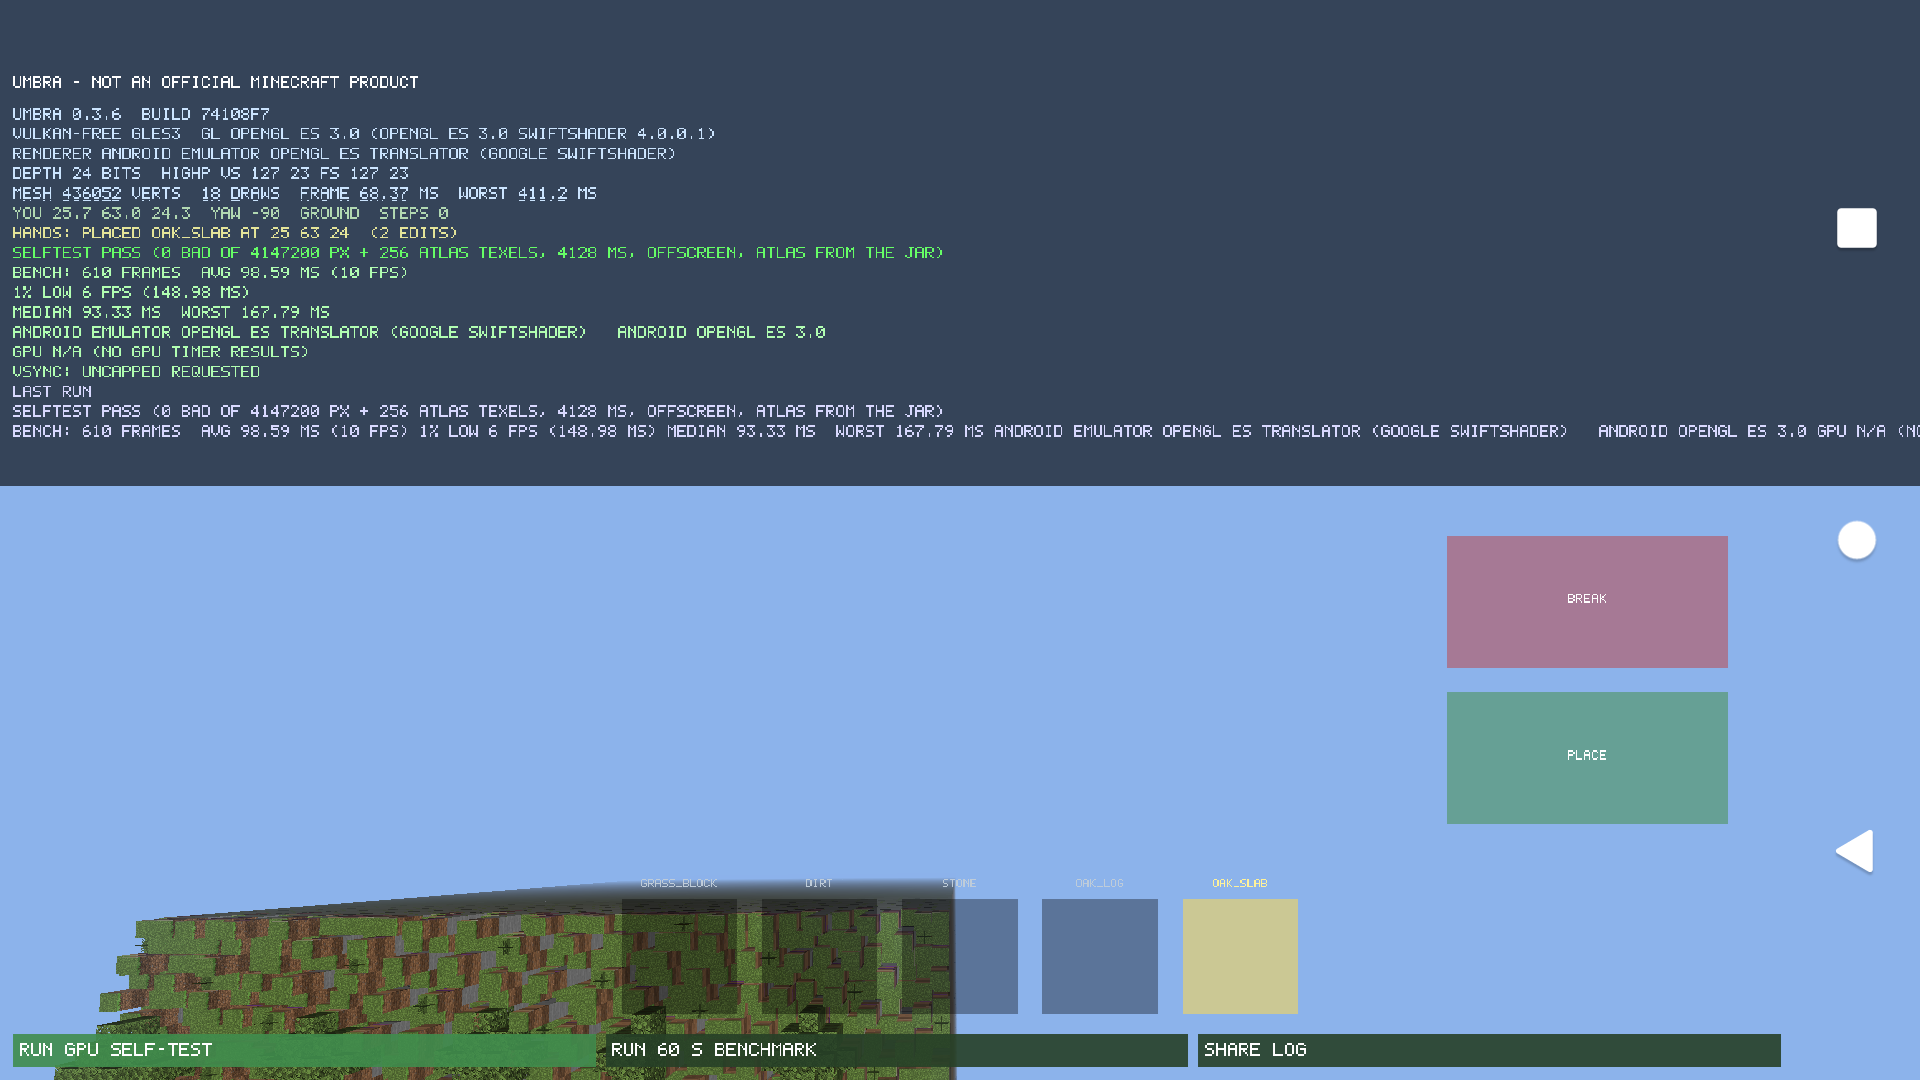 UMBRA - NOT AN OFFICIAL MINECRAFT PRODUCT
UMBRA 0.3.6  BUILD 74108F7
VULKAN-FREE GLES3  GL OPENGL ES 3.0 (OPENGL ES 3.0 SWIFTSHADER 4.0.0.1)
RENDERER ANDROID EMULATOR OPENGL ES TRANSLATOR (GOOGLE SWIFTSHADER)
DEPTH 24 BITS  HIGHP VS 127 23 FS 127 23
MESH 436052 VERTS  18 DRAWS  FRAME 68.37 MS  WORST 411.2 MS
YOU 25.7 63.0 24.3  YAW -90  GROUND  STEPS 0
HANDS: PLACED OAK_SLAB AT 25 63 24  (2 EDITS)
SELFTEST PASS (0 BAD OF 4147200 PX + 256 ATLAS TEXELS, 4128 MS, OFFSCREEN, ATLAS FROM THE JAR)
BENCH: 610 FRAMES  AVG 98.59 MS (10 FPS)
1% LOW 6 FPS (148.98 MS)
MEDIAN 93.33 MS  WORST 167.79 MS
ANDROID EMULATOR OPENGL ES TRANSLATOR (GOOGLE SWIFTSHADER)   ANDROID OPENGL ES 3.0
GPU N/A (NO GPU TIMER RESULTS)
VSYNC: UNCAPPED REQUESTED
LAST RUN
SELFTEST PASS (0 BAD OF 4147200 PX + 256 ATLAS TEXELS, 4128 MS, OFFSCREEN, ATLAS FROM THE JAR)
BENCH: 610 FRAMES  AVG 98.59 MS (10 FPS) 1% LOW 6 FPS (148.98 MS) MEDIAN 93.33 MS  WORST 167.79 MS ANDROID EMULATOR OPENGL ES TRANSLATOR (GOOGLE SWIFTSHADER)   ANDROID OPENGL ES 3.0 GPU N/A (NO
BREAK
PLACE
GRASS_BLOCK
DIRT
STONE
OAK_LOG
OAK_SLAB
RUN GPU SELF-TEST
RUN 60 S BENCHMARK
SHARE LOG